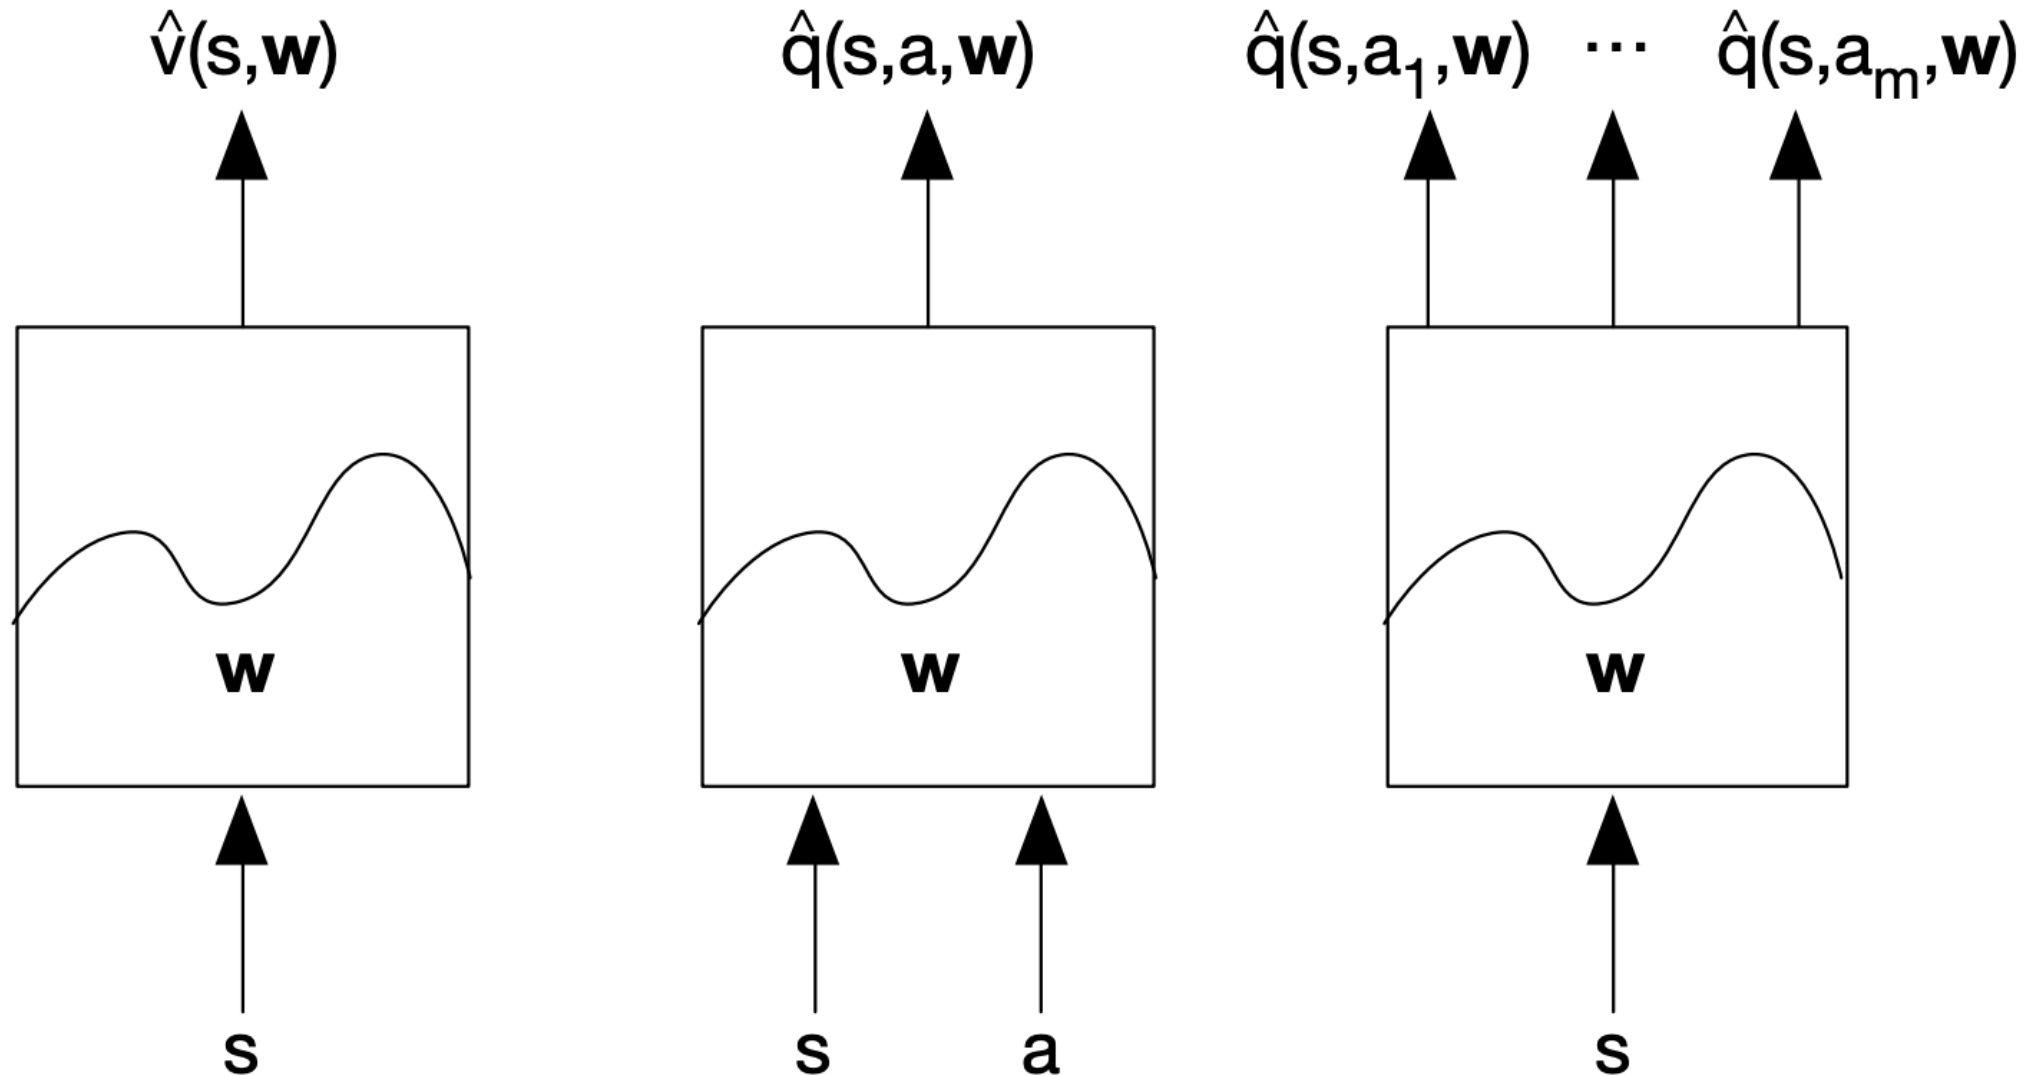 v̂(s,w) q̂(s,a,w) q̂(s,a₁,w) ··· q̂(s,aₘ,w)
w w w
s s a s